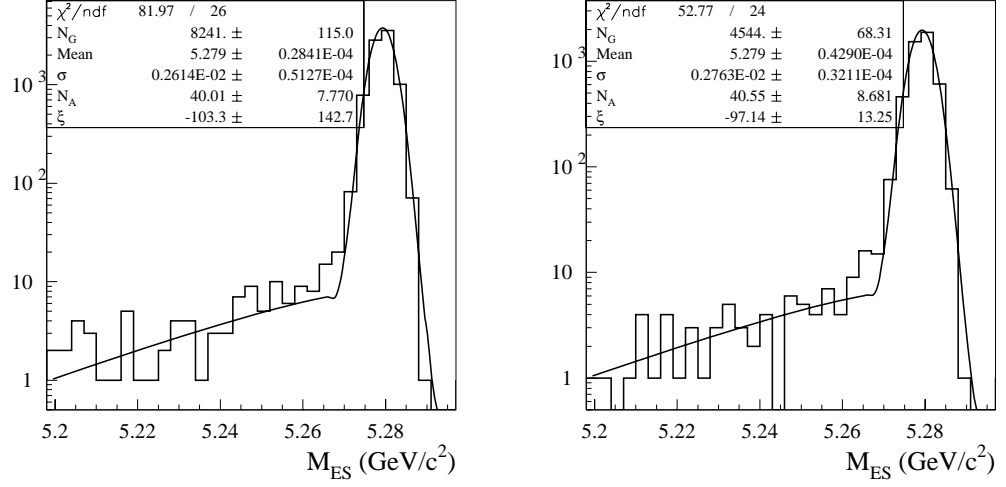 χ²/ndf 81.97 / 26
N_G 8241. ± 115.0
Mean 5.279 ± 0.2841E-04
σ 0.2614E-02 ± 0.5127E-04
N_A 40.01 ± 7.770
ξ -103.3 ± 142.7
10³
10²
10
1
5.2 5.22 5.24 5.26 5.28
M_ES (GeV/c²)
χ²/ndf 52.77 / 24
N_G 4544. ± 68.31
Mean 5.279 ± 0.4290E-04
σ 0.2763E-02 ± 0.3211E-04
N_A 40.55 ± 8.681
ξ -97.14 ± 13.25
10³
10²
10
1
5.2 5.22 5.24 5.26 5.28
M_ES (GeV/c²)